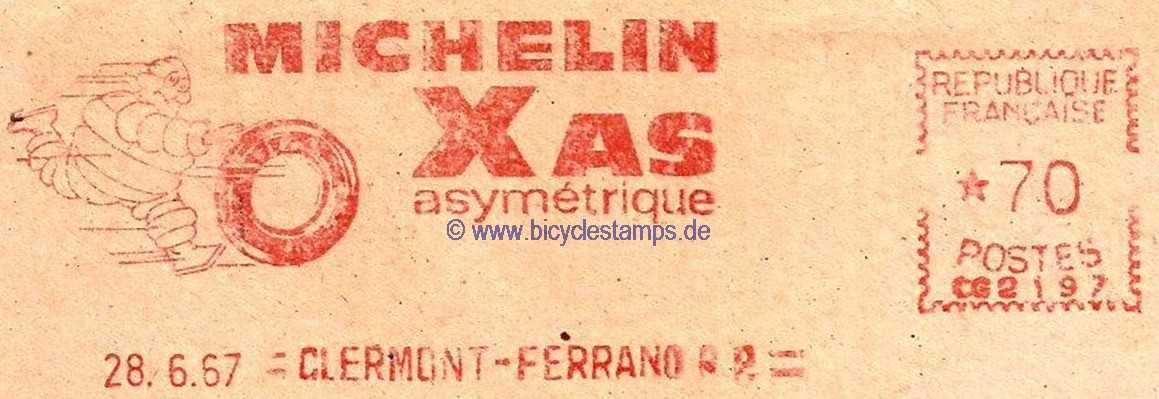 MICHELIN
XAS
asymétrique
© www.bicyclestamps.de
REPUBLIQUE
FRANÇAISE
*70
POSTES
CG2197
28.6.67 = CLERMONT-FERRAND R.P. =